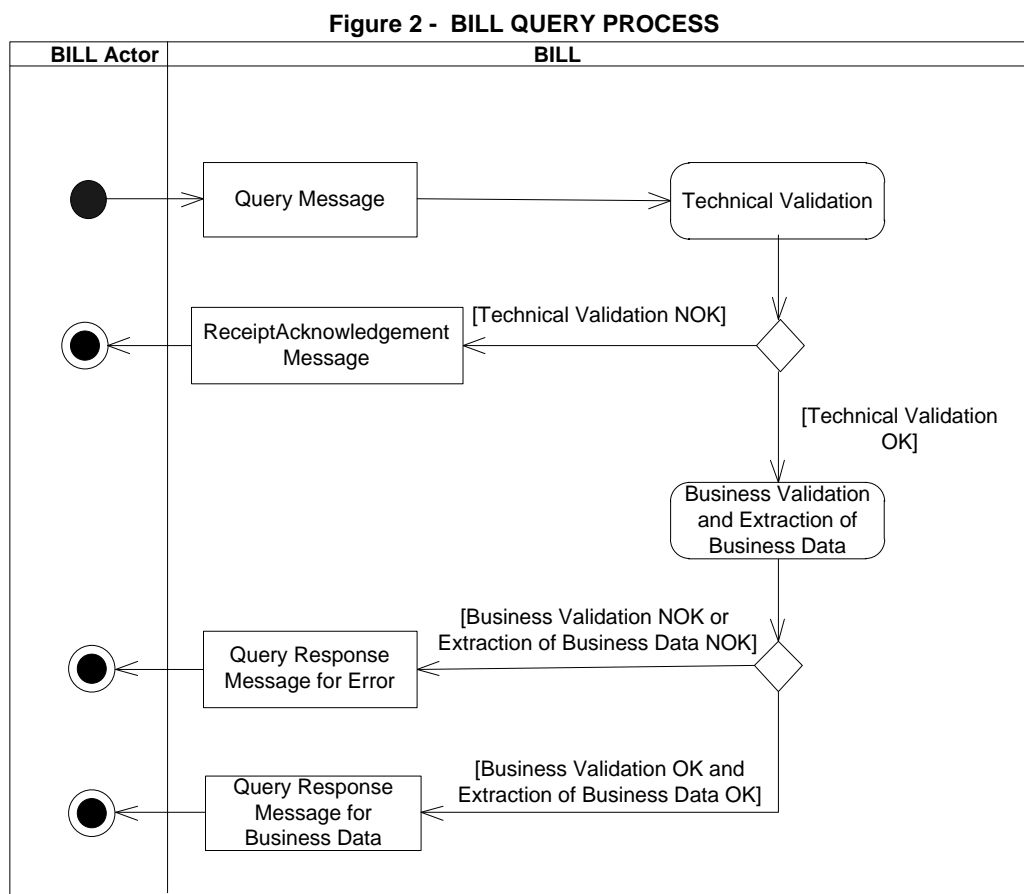 Figure 2 - BILL QUERY PROCESS
BILL Actor
BILL
Query Message
Technical Validation
[Technical Validation NOK]
ReceiptAcknowledgement
Message
[Technical Validation
OK]
Business Validation
and Extraction of
Business Data
[Business Validation NOK or
Extraction of Business Data NOK]
Query Response
Message for Error
[Business Validation OK and
Extraction of Business Data OK]
Query Response
Message for
Business Data